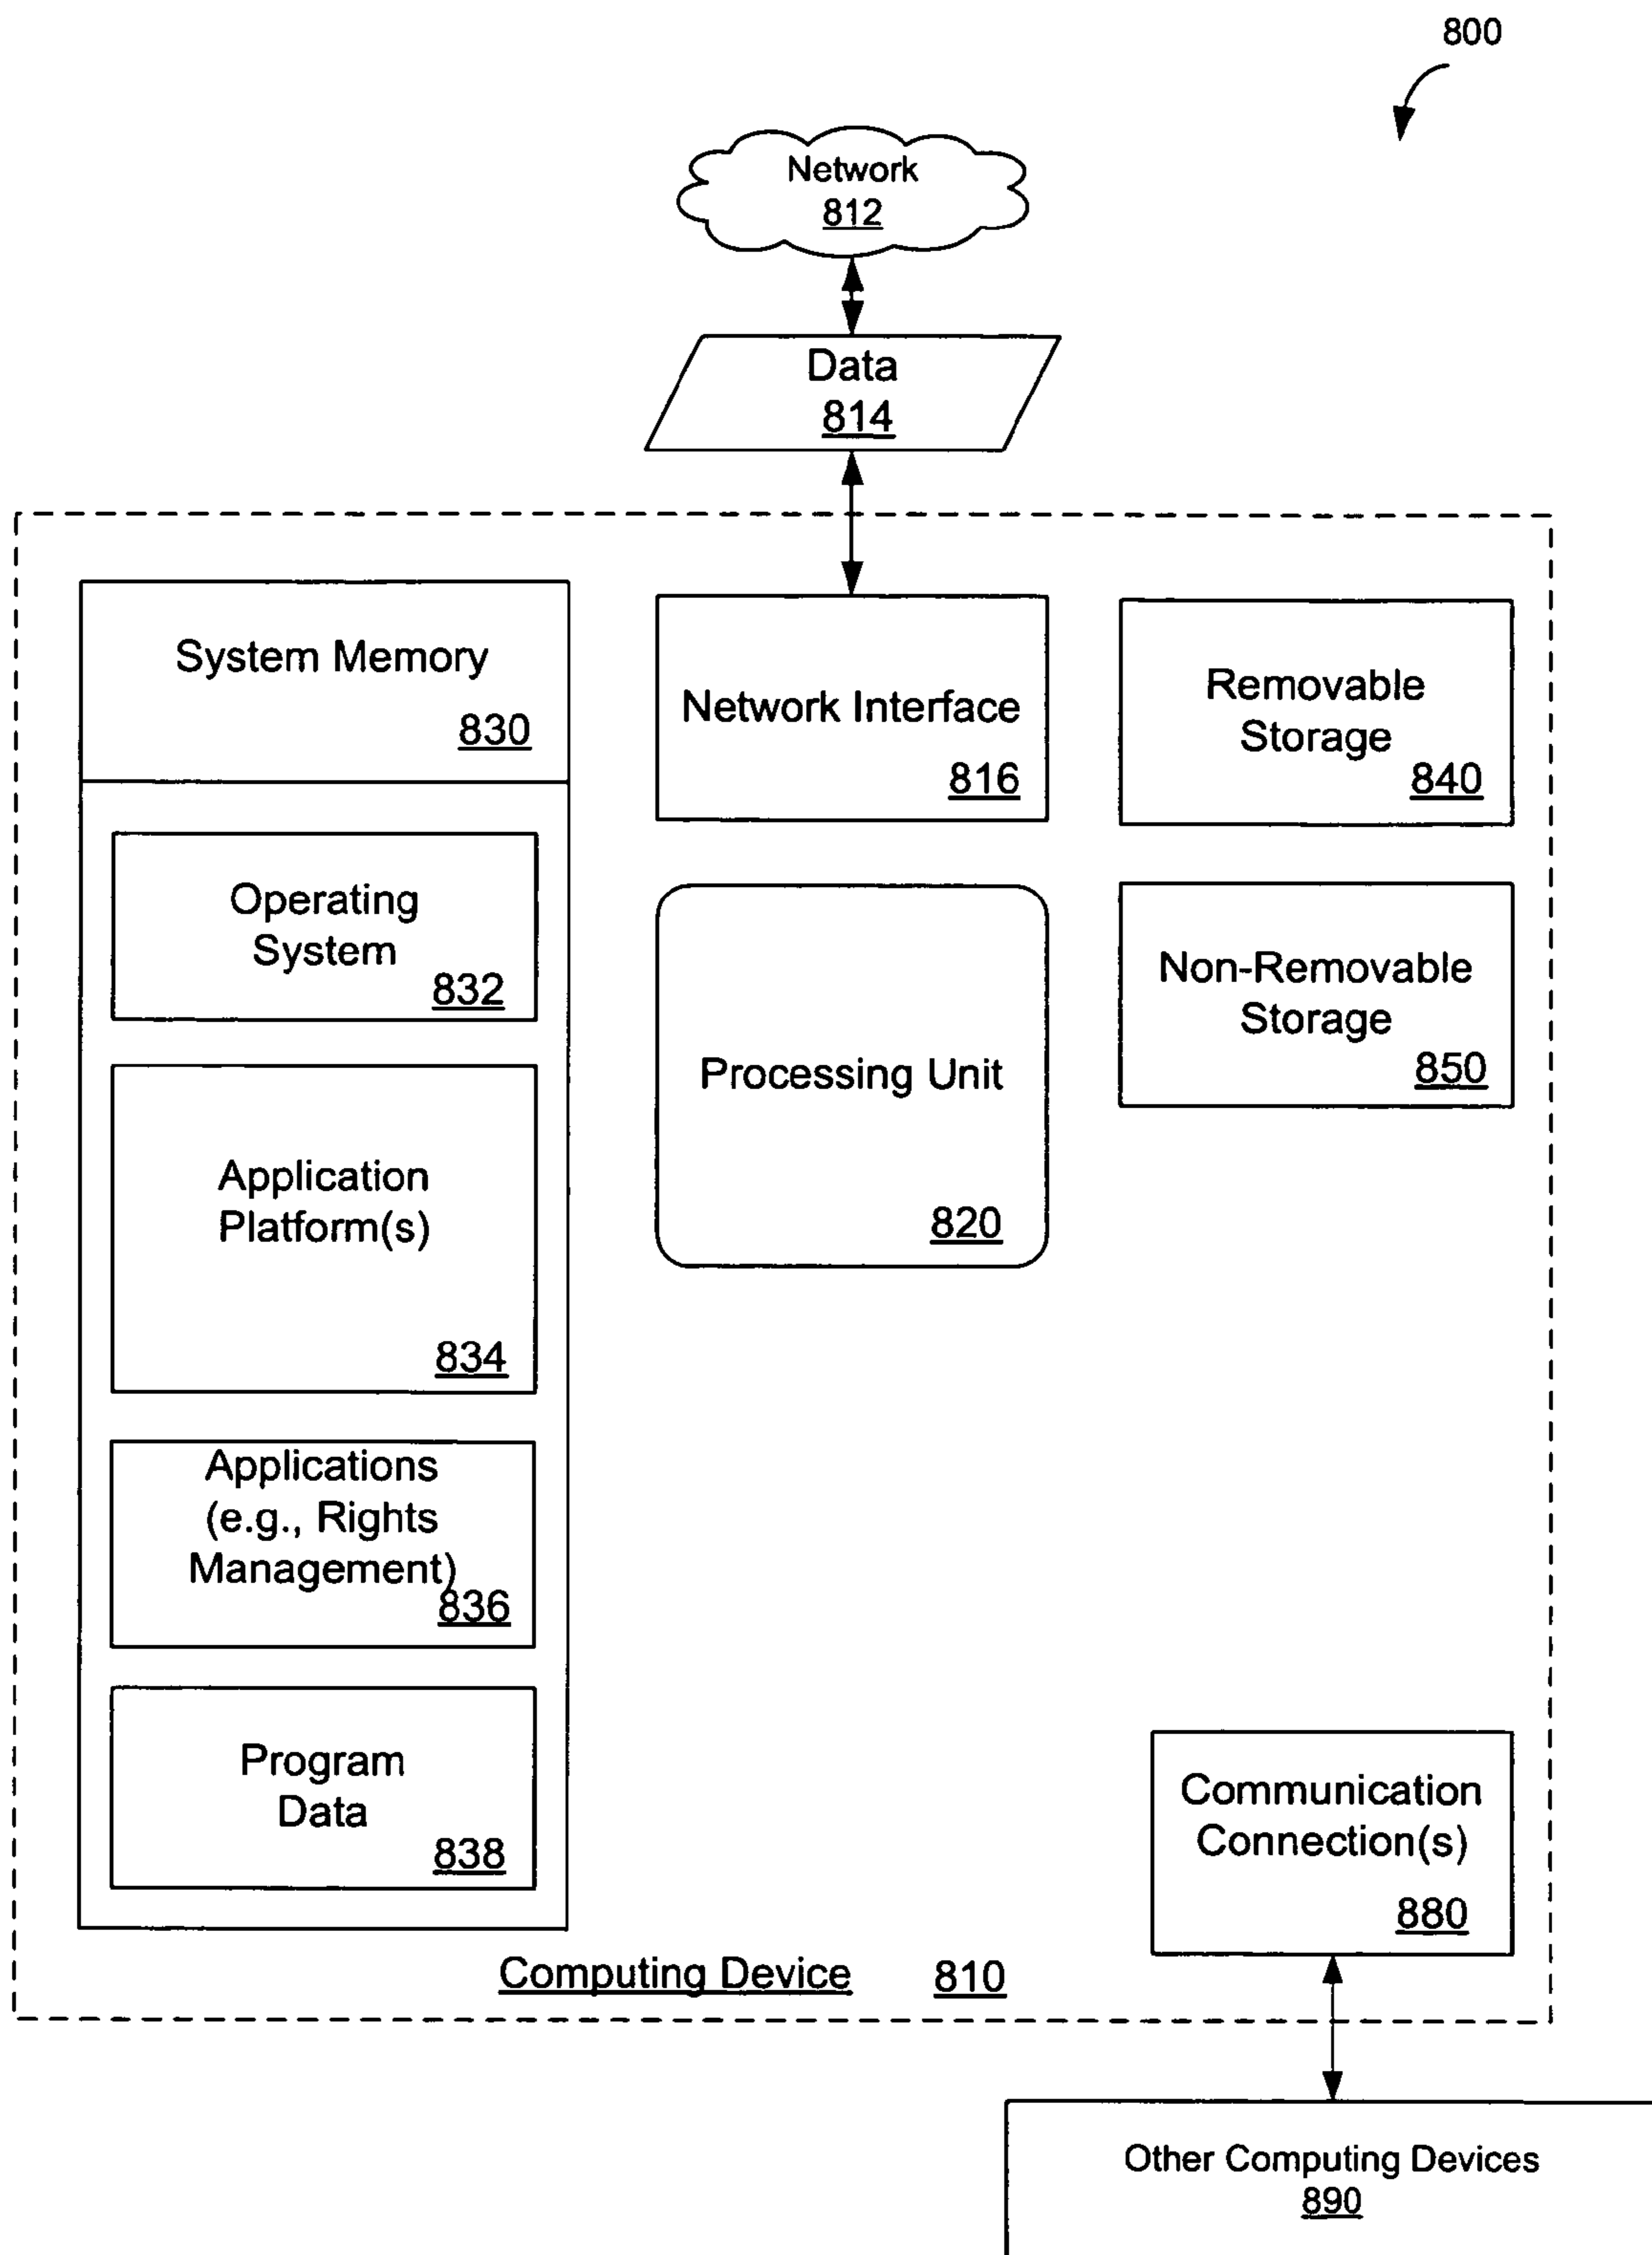 800
Network
812
Data
814
System Memory
830
Operating
System
832
Application
Platform(s)
834
Applications
(e.g., Rights
Management)
836
Program
Data
838
Network Interface
816
Processing Unit
820
Removable
Storage
840
Non-Removable
Storage
850
Communication
Connection(s)
880
Computing Device 810
Other Computing Devices
890